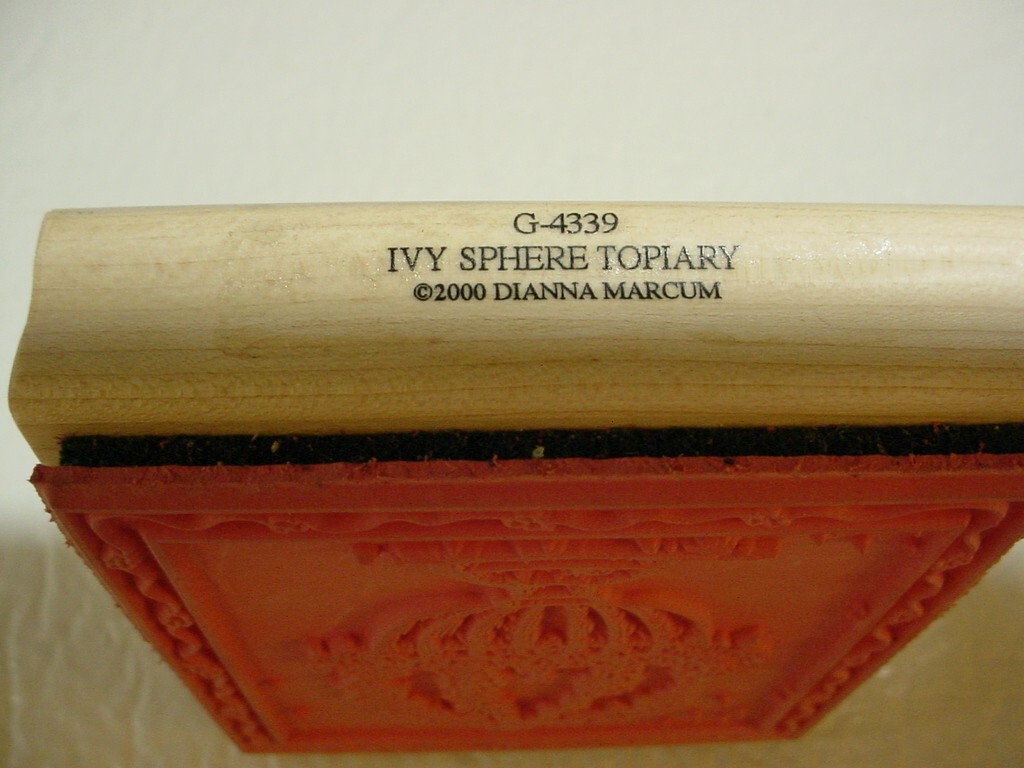 G-4339
IVY SPHERE TOPIARY
©2000 DIANNA MARCUM